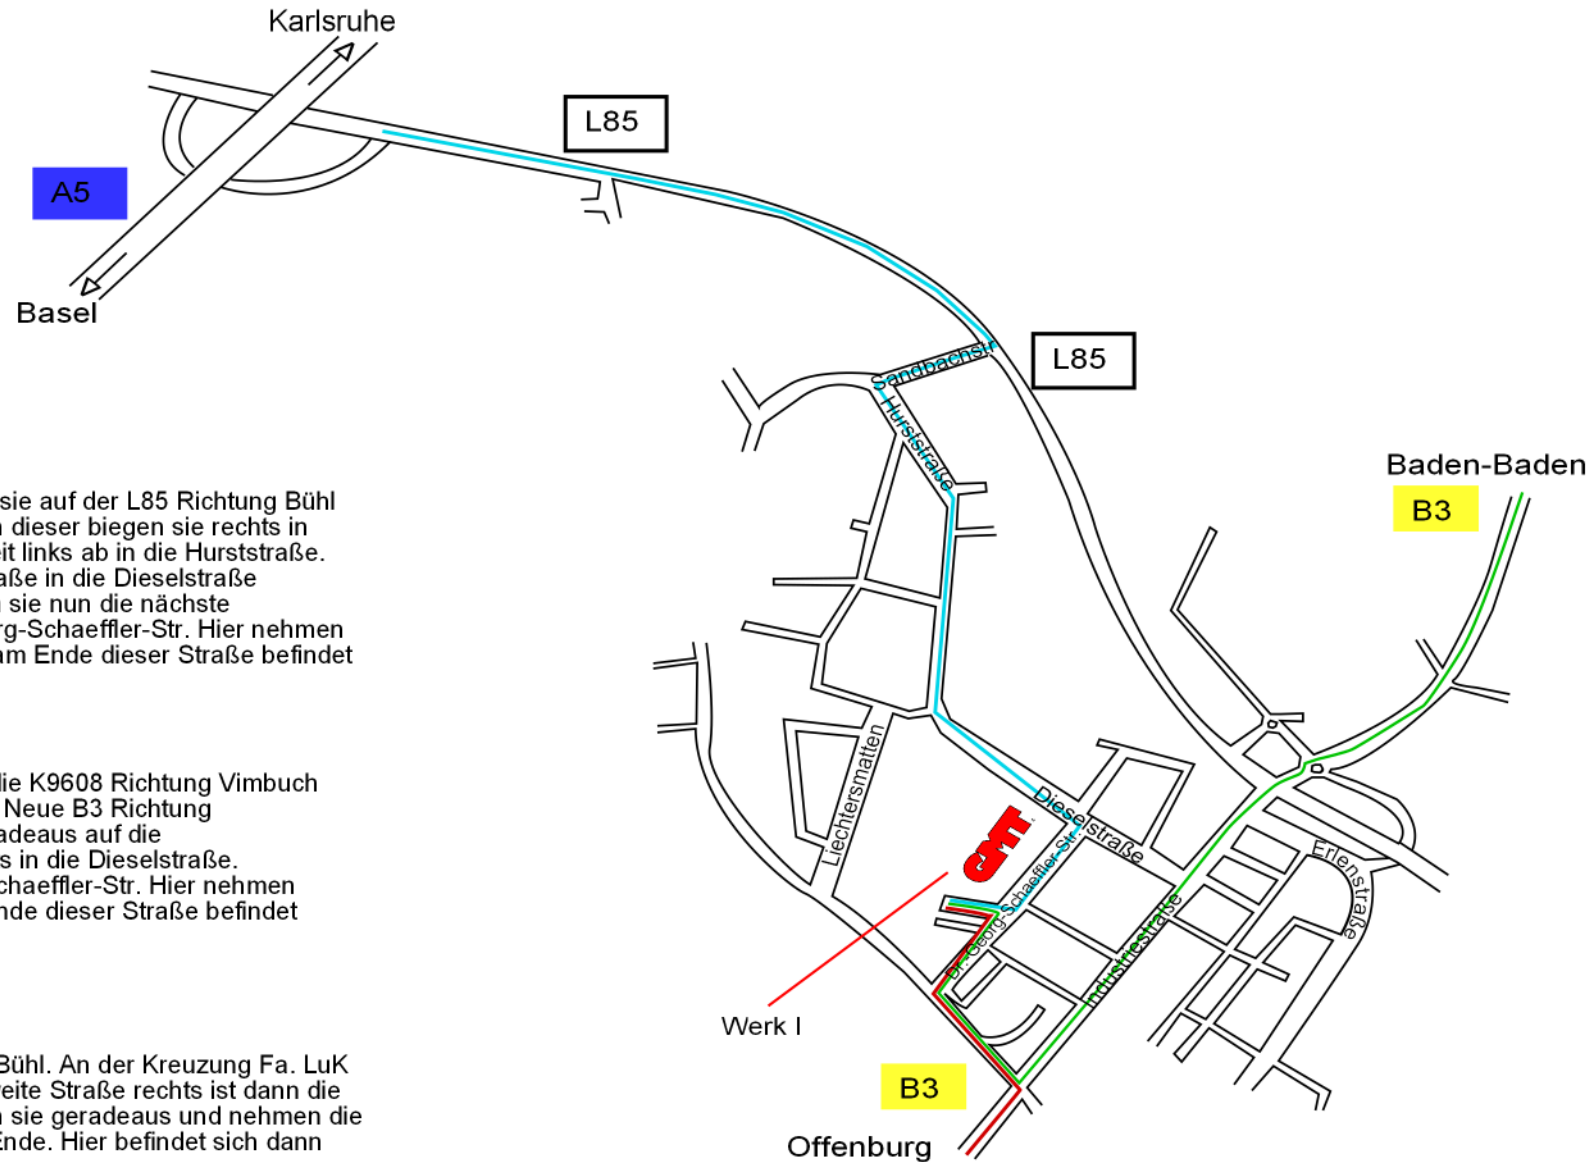 Karlsruhe
L85
A5
Basel
Sandbachstr.
L85
Hurststraße
Baden-Baden
B3
sie auf der L85 Richtung Bühl
dieser biegen sie rechts in
eit links ab in die Hurststraße.
aße in die Dieselstraße
sie nun die nächste
rg-Schaeffler-Str. Hier nehmen
am Ende dieser Straße befindet
Liechtersmatten
Dieselstraße
GMT
Dr.-Georg-Schaeffler-Str.
Erlenstraße
Industriestraße
die K9608 Richtung Vimbuch
Neue B3 Richtung
adeaus auf die
s in die Dieselstraße.
chaeffler-Str. Hier nehmen
nde dieser Straße befindet
Werk I
Bühl. An der Kreuzung Fa. LuK
eite Straße rechts ist dann die
sie geradeaus und nehmen die
Ende. Hier befindet sich dann
B3
Offenburg